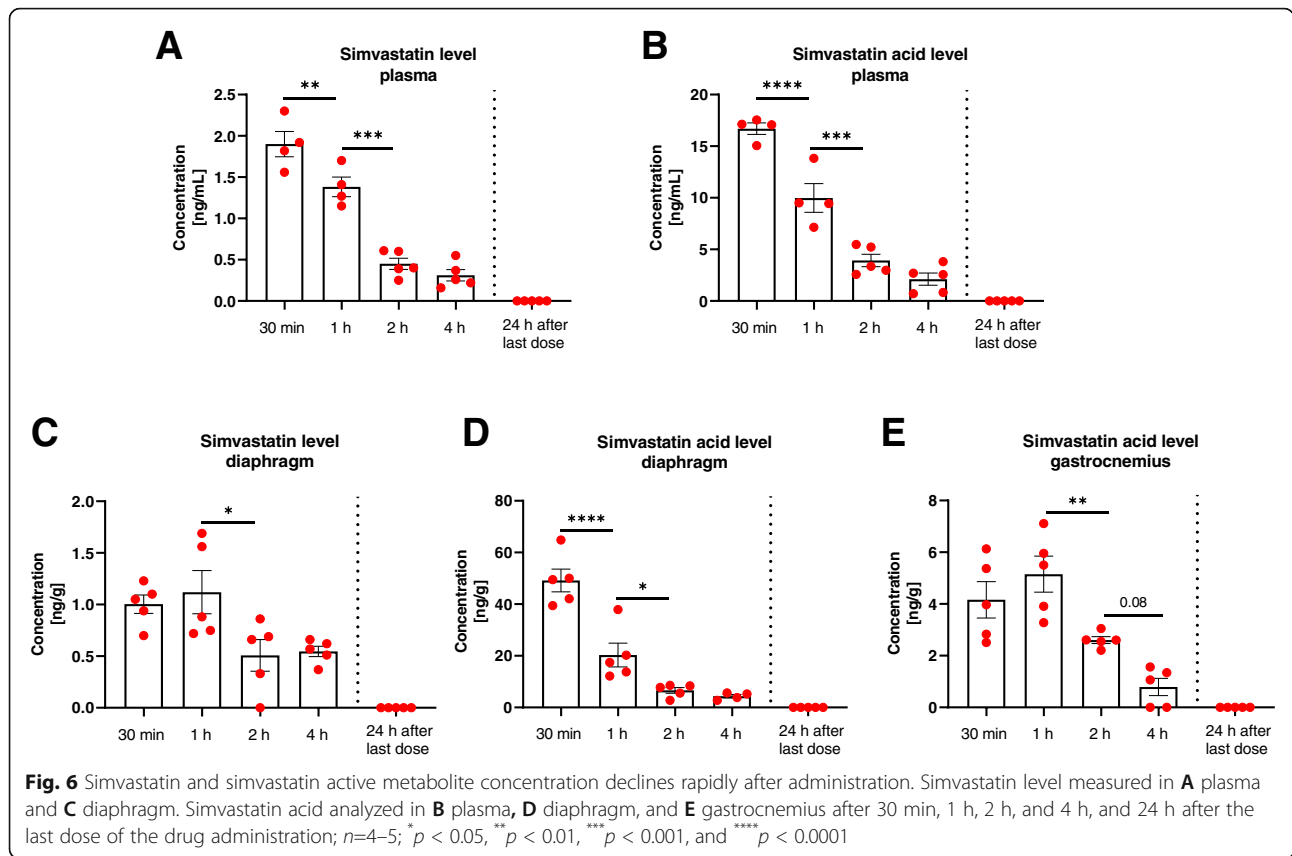 A
Simvastatin level
plasma
Concentration
[ng/mL]
2.5
2.0
1.5
1.0
0.5
0.0
**
***
30 min 1 h 2 h 4 h 24 h after
last dose
B
Simvastatin acid level
plasma
Concentration
[ng/mL]
20
15
10
5
0
****
***
30 min 1 h 2 h 4 h 24 h after
last dose
C
Simvastatin level
diaphragm
Concentration
[ng/g]
2.0
1.5
1.0
0.5
0.0
*
30 min 1 h 2 h 4 h 24 h after
last dose
D
Simvastatin acid level
diaphragm
Concentration
[ng/g]
80
60
40
20
0
****
*
30 min 1 h 2 h 4 h 24 h after
last dose
E
Simvastatin acid level
gastrocnemius
Concentration
[ng/g]
8
6
4
2
0
**
0.08
30 min 1 h 2 h 4 h 24 h after
last dose
Fig. 6 Simvastatin and simvastatin active metabolite concentration declines rapidly after administration. Simvastatin level measured in A plasma
and C diaphragm. Simvastatin acid analyzed in B plasma, D diaphragm, and E gastrocnemius after 30 min, 1 h, 2 h, and 4 h, and 24 h after the
last dose of the drug administration; n=4–5; *p < 0.05, **p < 0.01, ***p < 0.001, and ****p < 0.0001